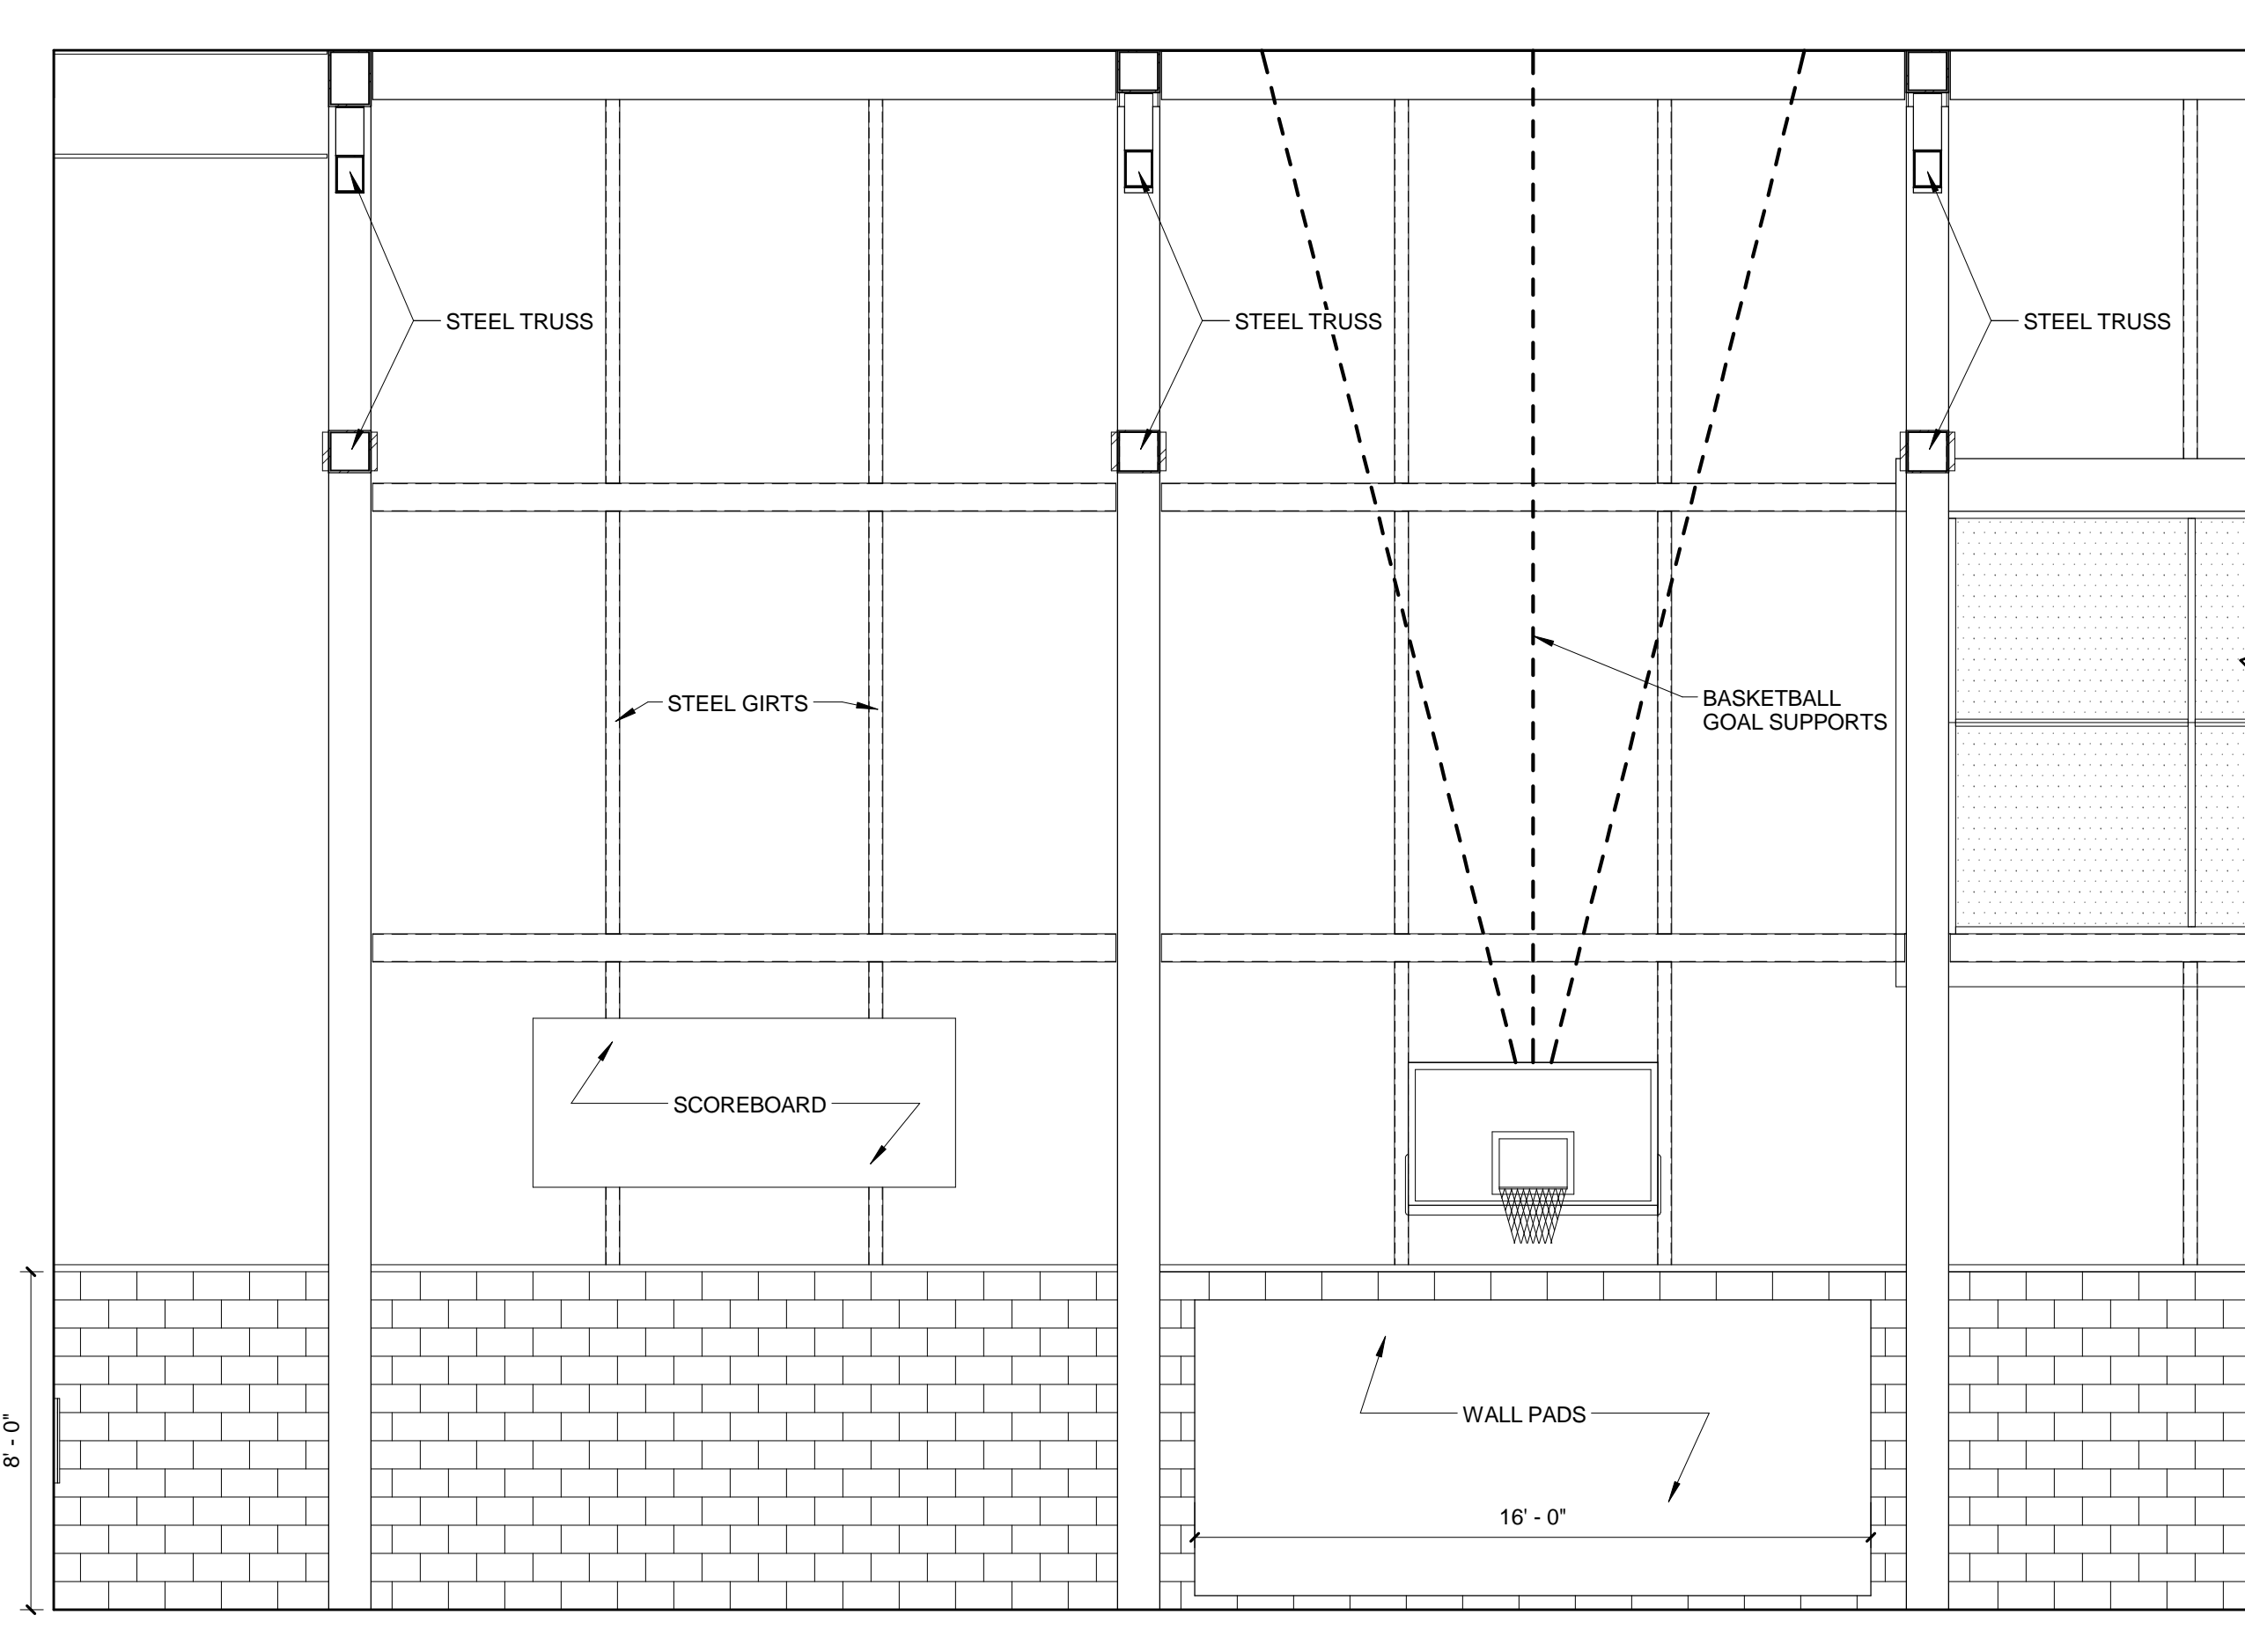 STEEL TRUSS
STEEL TRUSS
STEEL TRUSS
STEEL GIRTS
BASKETBALL
GOAL SUPPORTS
SCOREBOARD
8' - 0"
WALL PADS
16' - 0"